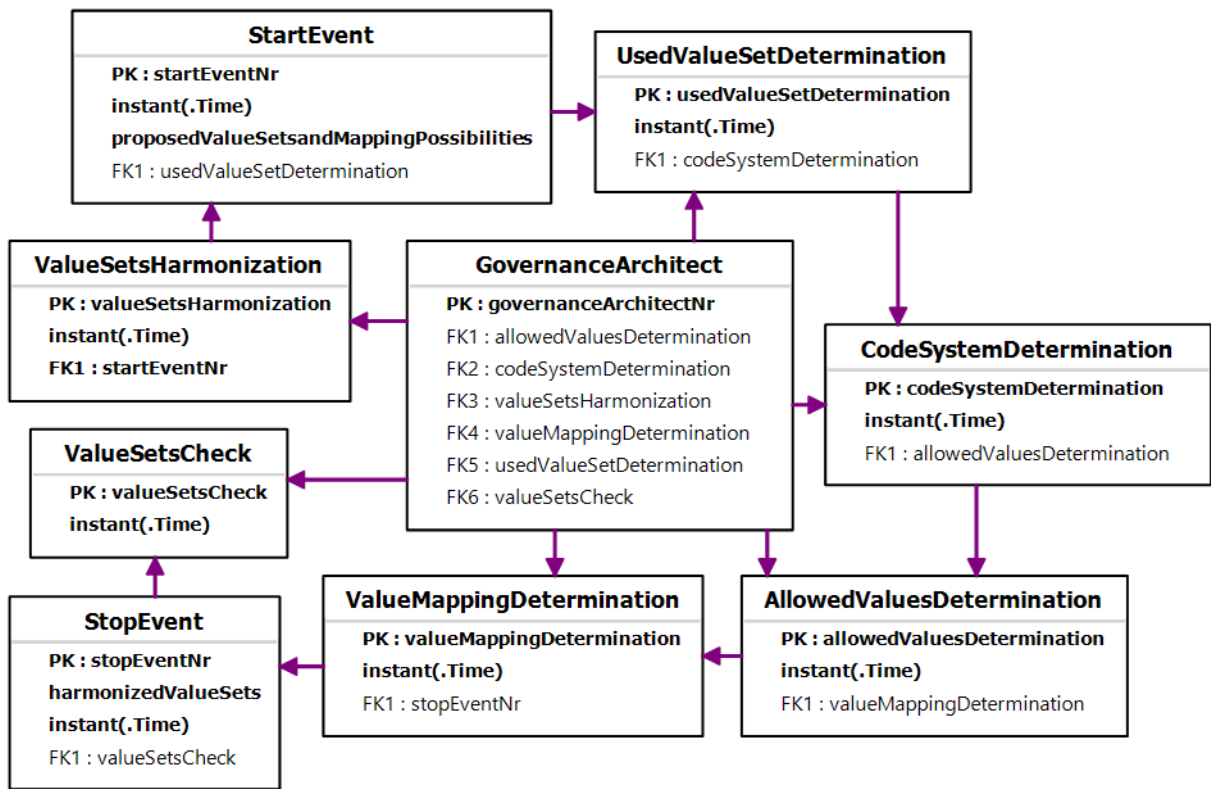 StartEvent
PK : startEventNr
instant(.Time)
proposedValueSetsandMappingPossibilities
FK1 : usedValueSetDetermination
UsedValueSetDetermination
PK : usedValueSetDetermination
instant(.Time)
FK1 : codeSystemDetermination
ValueSetsHarmonization
PK : valueSetsHarmonization
instant(.Time)
FK1 : startEventNr
GovernanceArchitect
PK : governanceArchitectNr
FK1 : allowedValuesDetermination
FK2 : codeSystemDetermination
FK3 : valueSetsHarmonization
FK4 : valueMappingDetermination
FK5 : usedValueSetDetermination
FK6 : valueSetsCheck
CodeSystemDetermination
PK : codeSystemDetermination
instant(.Time)
FK1 : allowedValuesDetermination
ValueSetsCheck
PK : valueSetsCheck
instant(.Time)
StopEvent
PK : stopEventNr
harmonizedValueSets
instant(.Time)
FK1 : valueSetsCheck
ValueMappingDetermination
PK : valueMappingDetermination
instant(.Time)
FK1 : stopEventNr
AllowedValuesDetermination
PK : allowedValuesDetermination
instant(.Time)
FK1 : valueMappingDetermination